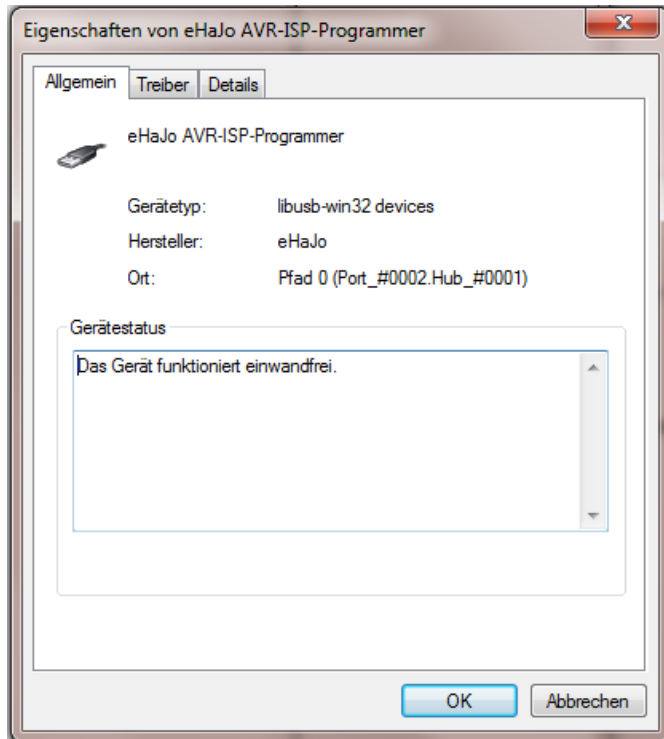 Eigenschaften von eHaJo AVR-ISP-Programmer
Allgemein Treiber Details
eHaJo AVR-ISP-Programmer
Gerätetyp: libusb-win32 devices
Hersteller: eHaJo
Ort: Pfad 0 (Port_#0002.Hub_#0001)
Gerätestatus
Das Gerät funktioniert einwandfrei.
OK Abbrechen